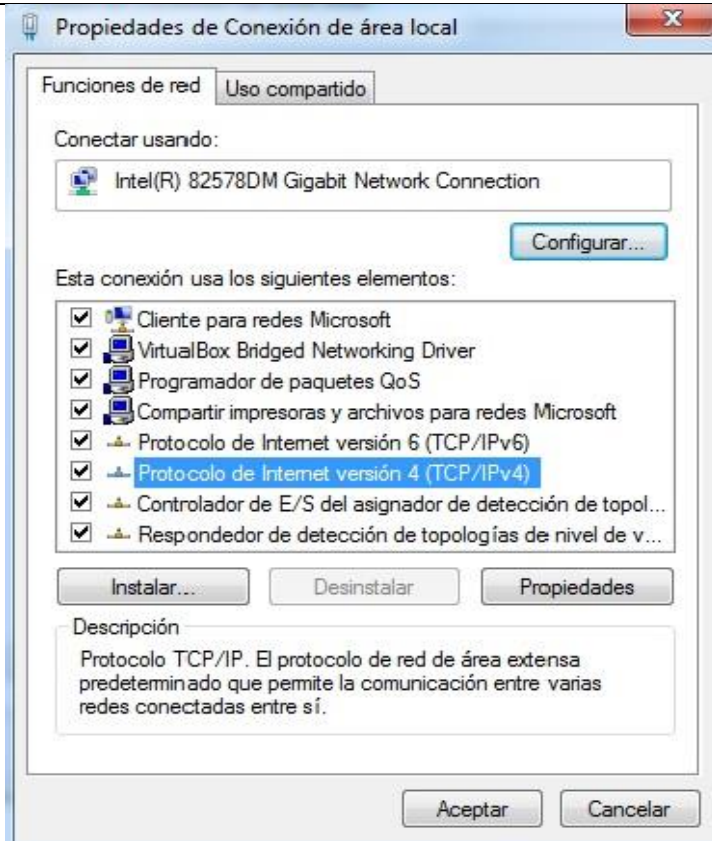 Propiedades de Conexión de área local
Funciones de red
Uso compartido
Conectar usando:
Intel(R) 82578DM Gigabit Network Connection
Configurar...
Esta conexión usa los siguientes elementos:
Cliente para redes Microsoft
VirtualBox Bridged Networking Driver
Programador de paquetes QoS
Compartir impresoras y archivos para redes Microsoft
Protocolo de Internet versión 6 (TCP/IPv6)
Protocolo de Internet versión 4 (TCP/IPv4)
Controlador de E/S del asignador de detección de topol...
Respondedor de detección de topologías de nivel de v...
Instalar...
Desinstalar
Propiedades
Descripción
Protocolo TCP/IP. El protocolo de red de área extensa
predeterminado que permite la comunicación entre varias
redes conectadas entre sí.
Aceptar
Cancelar